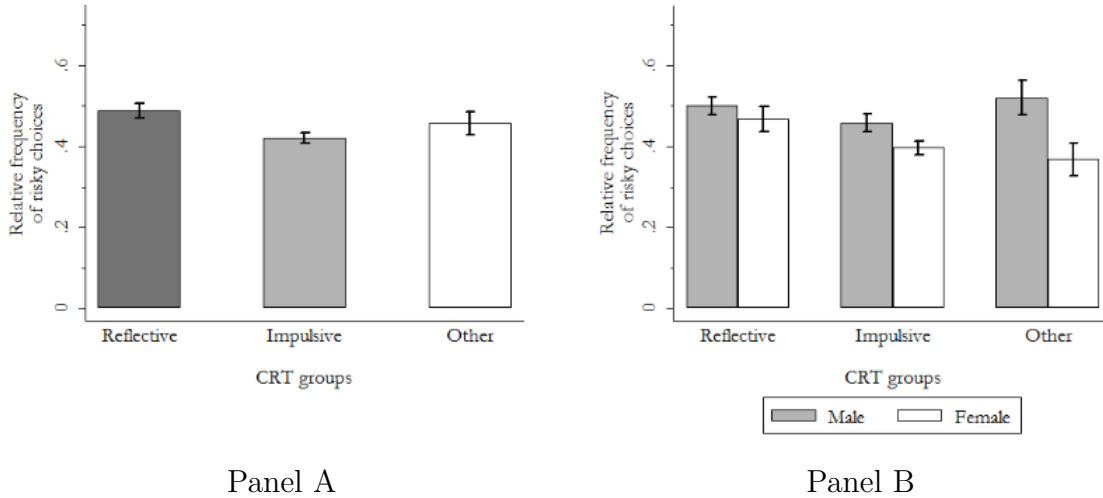 Relative frequency
of risky choices
.6
.4
.2
0
Reflective Impulsive Other
CRT groups
Panel A
Relative frequency
of risky choices
.6
.4
.2
0
Reflective Impulsive Other
CRT groups
Male Female
Panel B